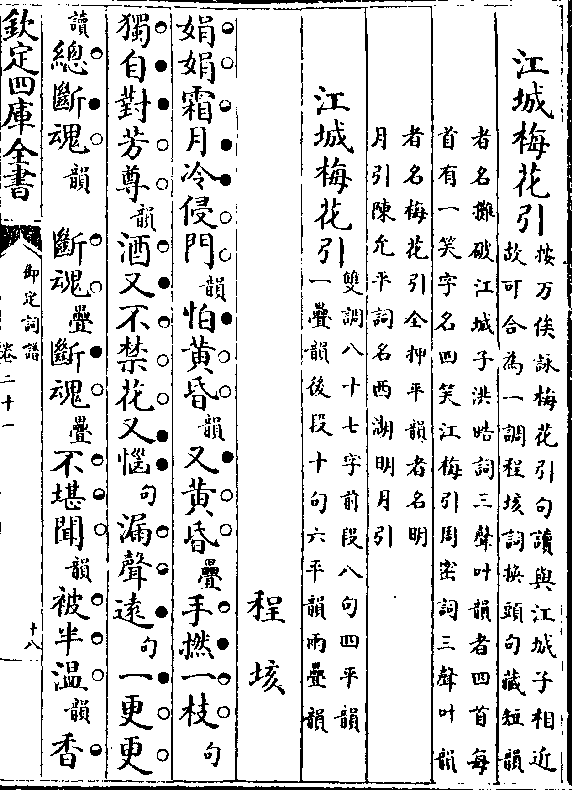 江城梅花引
按万俟詠梅花引句讀與江城子相近
故可合為一調程垓詞換頭句藏短韻
者名攤破江城子洪皓詞三聲叶韻者四首每
首有一笑字名四笑江梅引周密詞三聲叶韻
者名梅花引全押平韻者名明
月引陳允平詞名西湖明月引
江城梅花引
雙調八十七字前段八句四平韻
一疊韻後段十句六平韻兩疊韻
程垓
娟娟霜月冷侵門韻怕黃昏韻又黃昏疊手撚一枝句
獨自對芳尊韻酒又不禁花又惱句漏聲遠句一更更
讀總斷魂韻 斷魂疊斷魂疊不堪聞韻被半溫韻香
欽定四庫全書
御定詞譜
卷二十一
十八